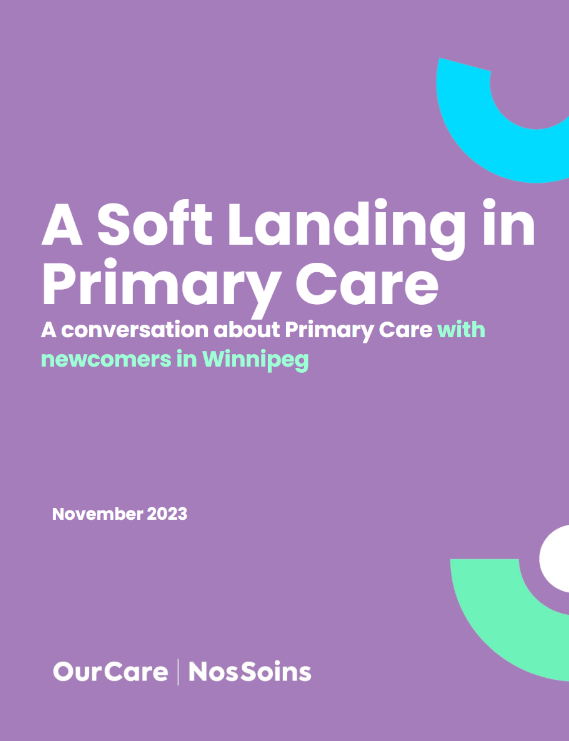 A Soft Landing in
Primary Care
A conversation about Primary Care with
newcomers in Winnipeg
November 2023
OurCare | NosSoins